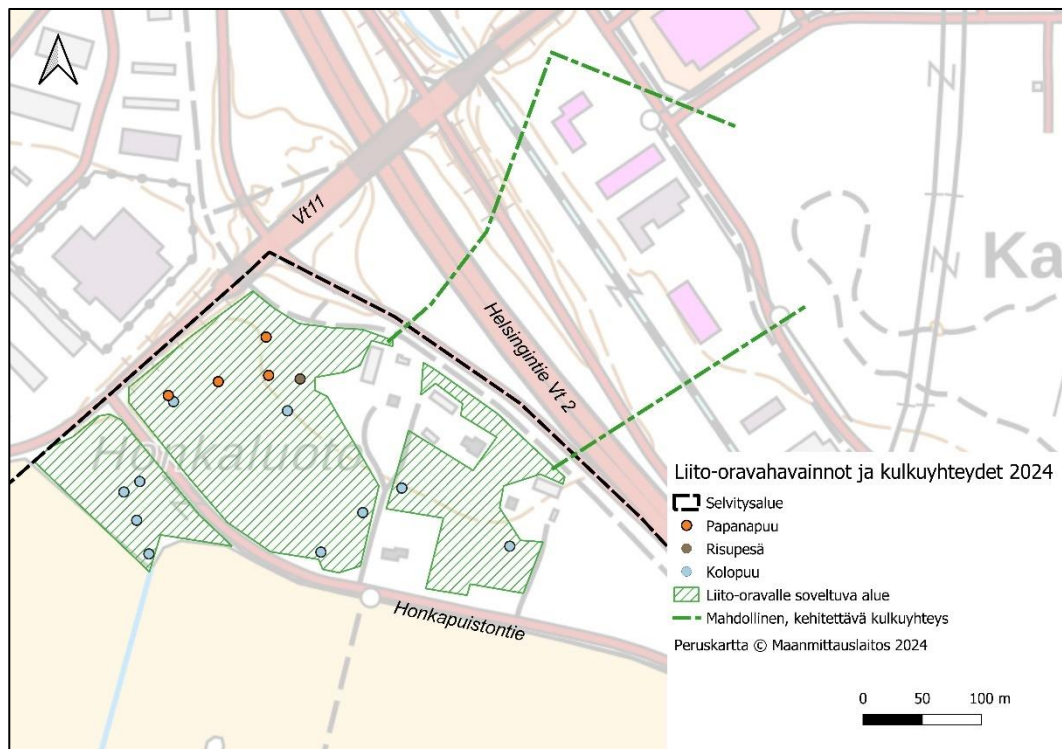 Vt11
Helsingintie Vt 2
Ka
Honkapuistontie
Liito-oravahavainnot ja kulkuyhteydet 2024
Selvitysalue
Papanapuu
Risupesä
Kolopuu
Liito-oravalle soveltuva alue
Mahdollinen, kehitettävä kulkuyhteys
Peruskartta © Maanmittauslaitos 2024
0 50 100 m